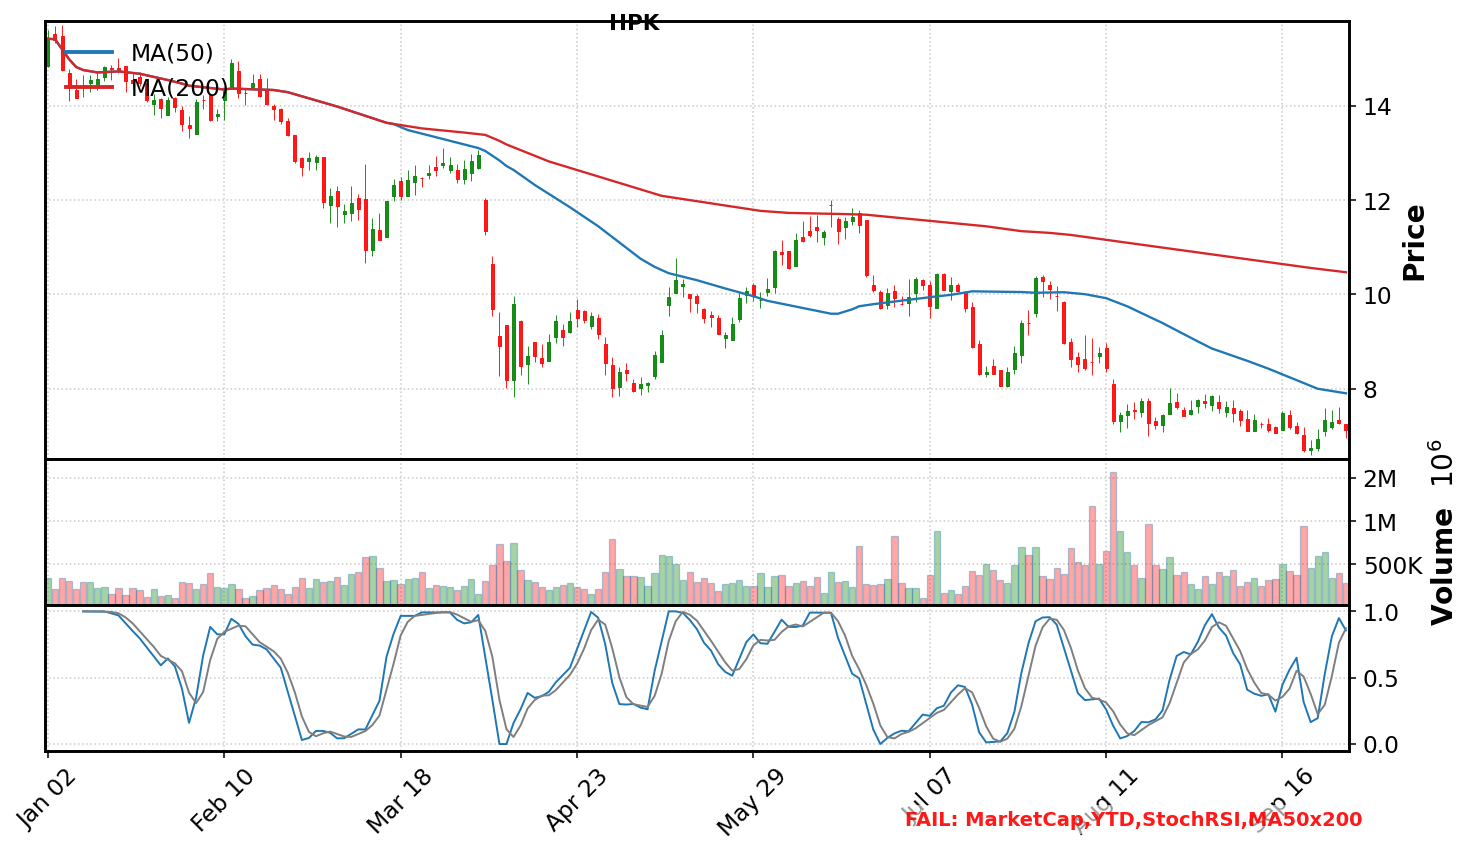 HPK
MA(50)
MA(200)
14
12
10
8
Price
2M
1M
500K
Volume 10^6
1.0
0.5
0.0
Jan 02
Feb 10
Mar 18
Apr 23
May 29
Jul 07
Aug 11
Sep 16
FAIL: MarketCap,YTD,StochRSI,MA50x200